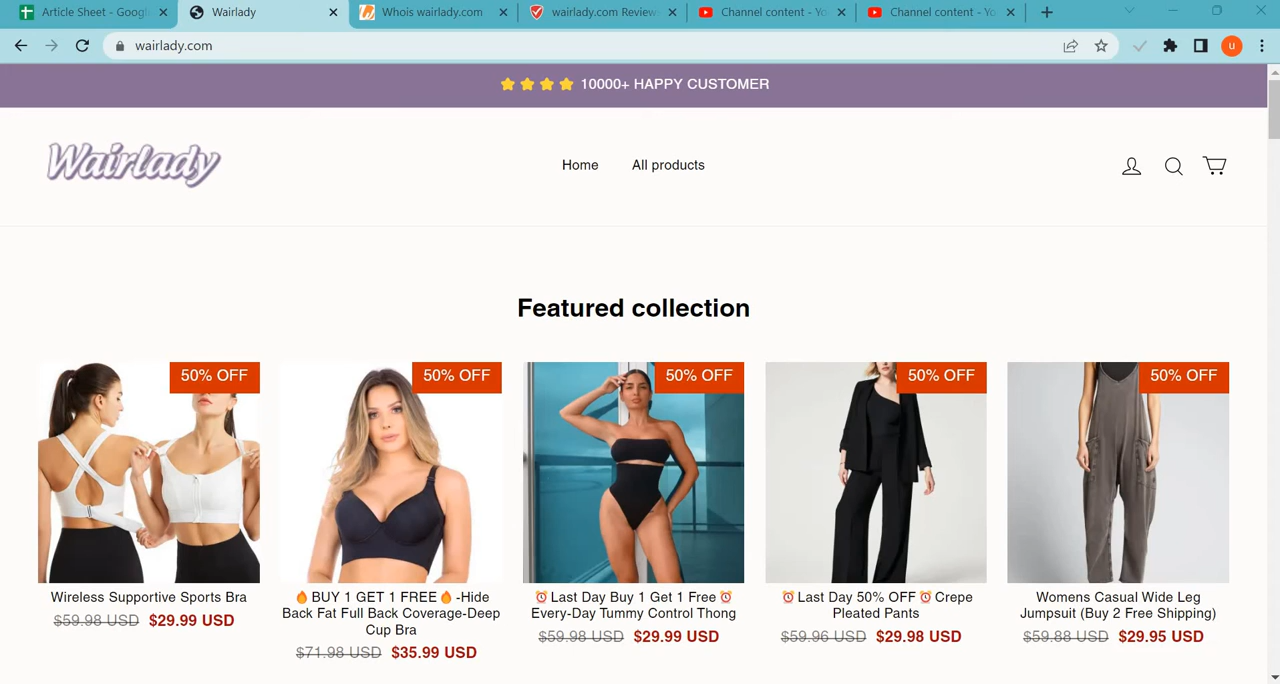 Article Sheet - Googl
Wairlady
Whois wairlady.com
wairlady.com Reviews
Channel content - Yo
Channel content - Yo
wairlady.com
u
10000+ HAPPY CUSTOMER
Wairlady
Home
All products
Featured collection
50% OFF
50% OFF
50% OFF
50% OFF
50% OFF
Wireless Supportive Sports Bra
$59.98 USD $29.99 USD
🔥BUY 1 GET 1 FREE🔥-Hide
Back Fat Full Back Coverage-Deep
Cup Bra
$71.98 USD $35.99 USD
⏰Last Day Buy 1 Get 1 Free⏰
Every-Day Tummy Control Thong
$59.98 USD $29.99 USD
⏰Last Day 50% OFF⏰Crepe
Pleated Pants
$59.96 USD $29.98 USD
Womens Casual Wide Leg
Jumpsuit (Buy 2 Free Shipping)
$59.88 USD $29.95 USD